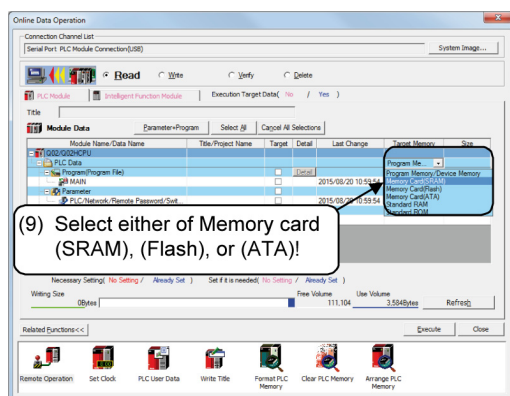 Online Data Operation
Connection Channel List
Serial Port PLC Module Connection(USB)
System Image...
Read Write Verify Delete
PLC Module Intelligent Function Module Execution Target Data( No / Yes )
Title
Module Data Parameter+Program Select All Cancel All Selections
Module Name/Data Name Title/Project Name Target Detail Last Change Target Memory Size
Q02/Q02HCPU
PLC Data Program Me...
Program(Program File) Detail Program Memory/Device Memory
MAIN 2015/08/20 10:59:54 Memory Card(SRAM)
Memory Card(Flash)
Parameter Memory Card(ATA)
PLC/Network/Remote Password/Swit... 2015/08/20 10:59:54 Standard RAM
Standard ROM
(9) Select either of Memory card
(SRAM), (Flash), or (ATA)!
Necessary Setting( No Setting / Already Set ) Set if it is needed( No Setting / Already Set )
Writing Size Free Volume Use Volume
0Bytes 111,104 3,584Bytes Refresh
Related Functions<< Execute Close
Remote Operation Set Clock PLC User Data Write Title Format PLC Memory Clear PLC Memory Arrange PLC Memory